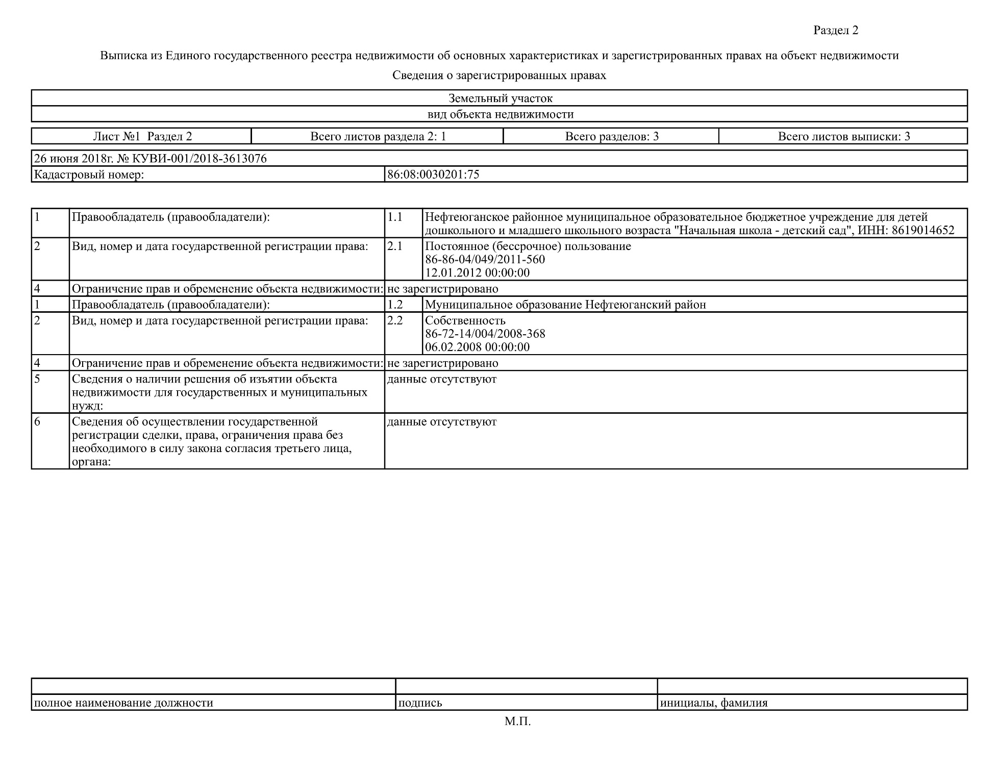 Раздел 2
Выписка из Единого государственного реестра недвижимости об основных характеристиках и зарегистрированных правах на объект недвижимости
Сведения о зарегистрированных правах
Земельный участок
вид объекта недвижимости
Лист №1  Раздел 2 Всего листов раздела 2: 1 Всего разделов: 3 Всего листов выписки: 3
26 июня 2018г. № КУВИ-001/2018-3613076
Кадастровый номер: 86:08:0030201:75
1 Правообладатель (правообладатели): 1.1 Нефтеюганское районное муниципальное образовательное бюджетное учреждение для детей
дошкольного и младшего школьного возраста "Начальная школа - детский сад", ИНН: 8619014652
2 Вид, номер и дата государственной регистрации права: 2.1 Постоянное (бессрочное) пользование
86-86-04/049/2011-560
12.01.2012 00:00:00
4 Ограничение прав и обременение объекта недвижимости: не зарегистрировано
1 Правообладатель (правообладатели): 1.2 Муниципальное образование Нефтеюганский район
2 Вид, номер и дата государственной регистрации права: 2.2 Собственность
86-72-14/004/2008-368
06.02.2008 00:00:00
4 Ограничение прав и обременение объекта недвижимости: не зарегистрировано
5 Сведения о наличии решения об изъятии объекта данные отсутствуют
недвижимости для государственных и муниципальных
нужд:
6 Сведения об осуществлении государственной данные отсутствуют
регистрации сделки, права, ограничения права без
необходимого в силу закона согласия третьего лица,
органа:
полное наименование должности подпись инициалы, фамилия
М.П.